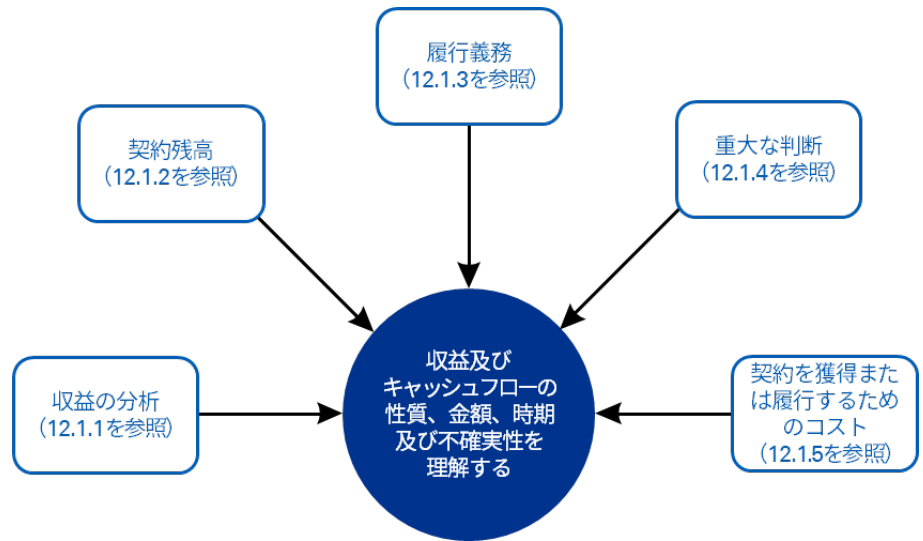 履行義務
（12.1.3を参照）
契約残高
（12.1.2を参照）
重大な判断
（12.1.4を参照）
収益の分析
（12.1.1を参照）
収益及び
キャッシュフローの
性質、金額、時期
及び不確実性を
理解する
契約を獲得また
は履行するため
のコスト
（12.1.5を参照）